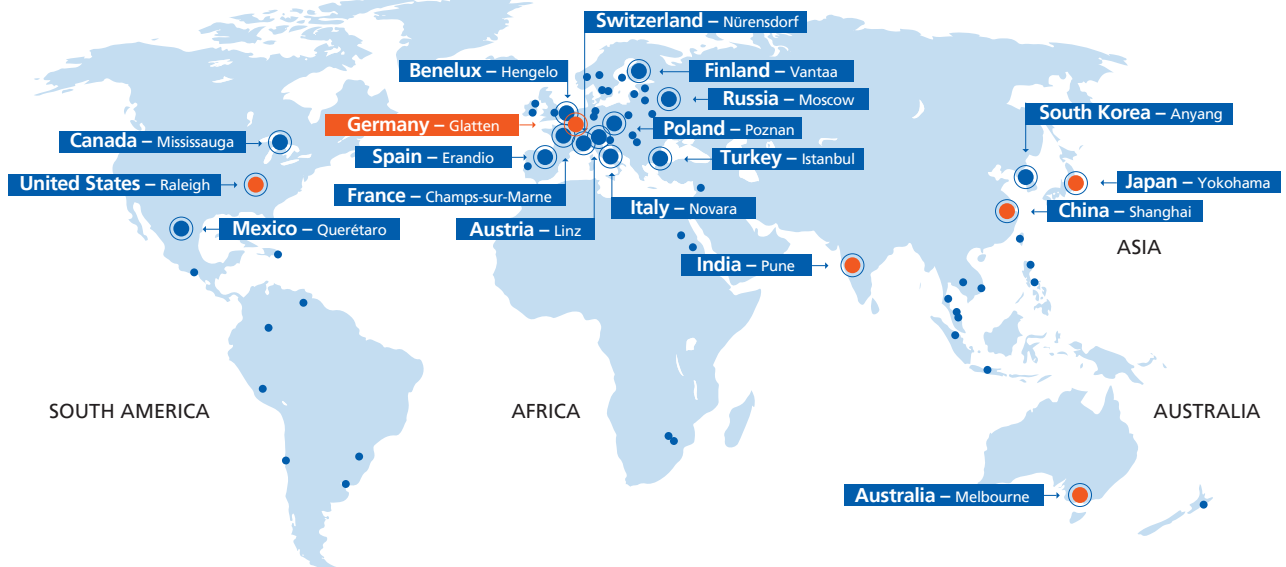 Switzerland – Nürensdorf
Benelux – Hengelo
Finland – Vantaa
Russia – Moscow
South Korea – Anyang
Germany – Glatten
Poland – Poznan
Canada – Mississauga
Spain – Erandio
Turkey – Istanbul
United States – Raleigh
Japan – Yokohama
France – Champs-sur-Marne
Italy – Novara
China – Shanghai
Mexico – Querétaro
Austria – Linz
ASIA
India – Pune
SOUTH AMERICA
AFRICA
AUSTRALIA
Australia – Melbourne